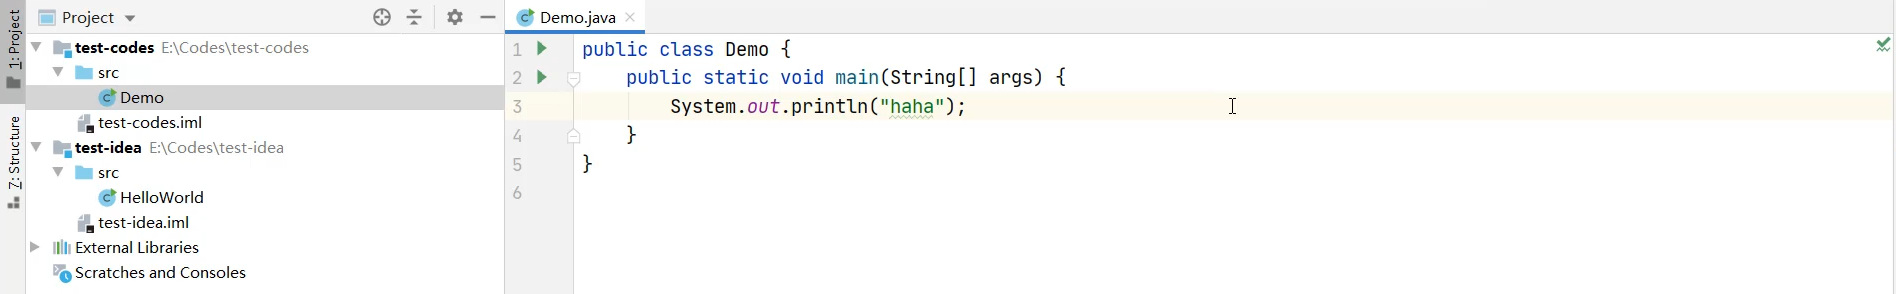 1: Project
7: Structure
Project
test-codes E:\Codes\test-codes
src
Demo
test-codes.iml
test-idea E:\Codes\test-idea
src
HelloWorld
test-idea.iml
External Libraries
Scratches and Consoles
Demo.java
1 public class Demo {
2 public static void main(String[] args) {
3 System.out.println("haha");
4 }
5 }
6